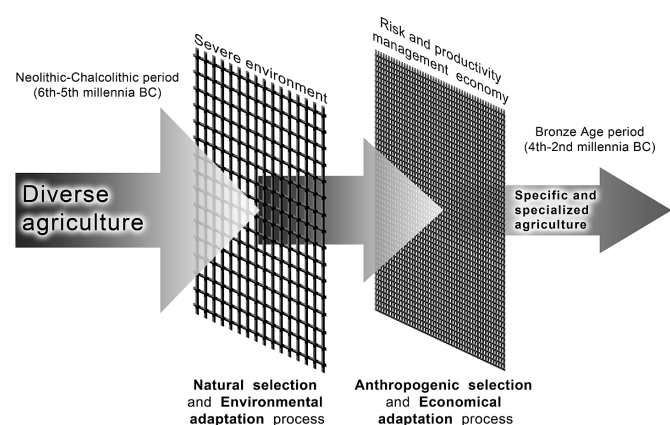 Neolithic-Chalcolithic period
(6th-5th millennia BC)
Severe environment
Risk and productivity
management economy
Bronze Age period
(4th-2nd millennia BC)
Diverse
agriculture
Specific and
specialized
agriculture
Natural selection
and Environmental
adaptation process
Anthropogenic selection
and Economical
adaptation process